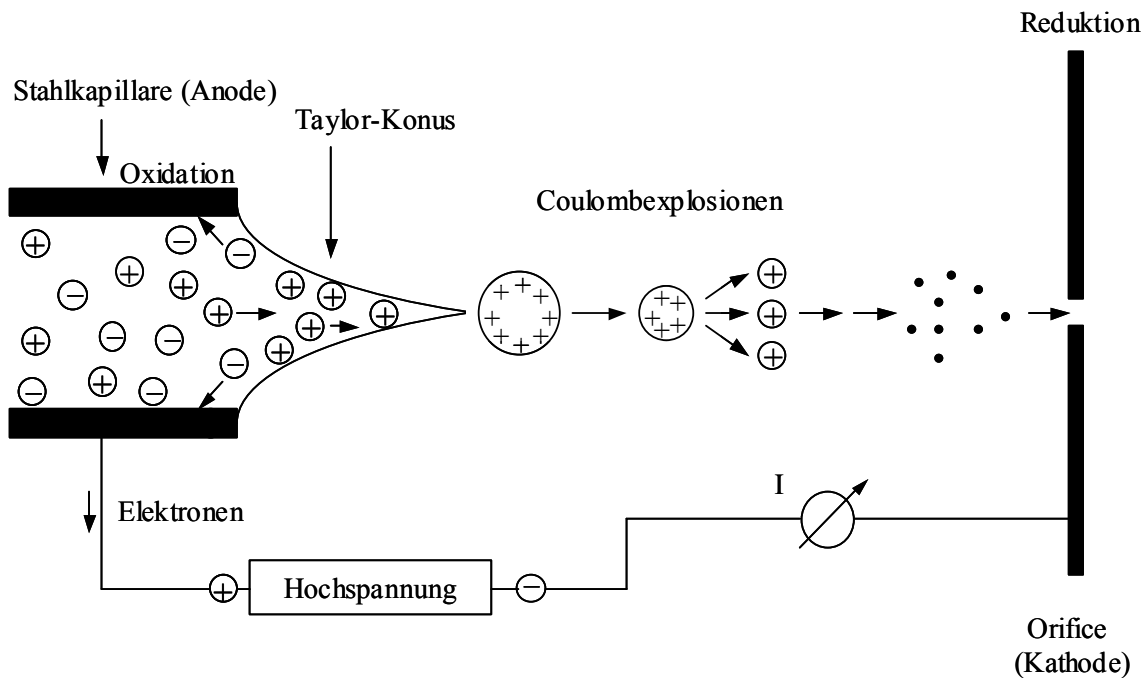 Reduktion
Stahlkapillare (Anode)
Taylor-Konus
Oxidation
Coulombexplosionen
I
Elektronen
Hochspannung
Orifice
(Kathode)